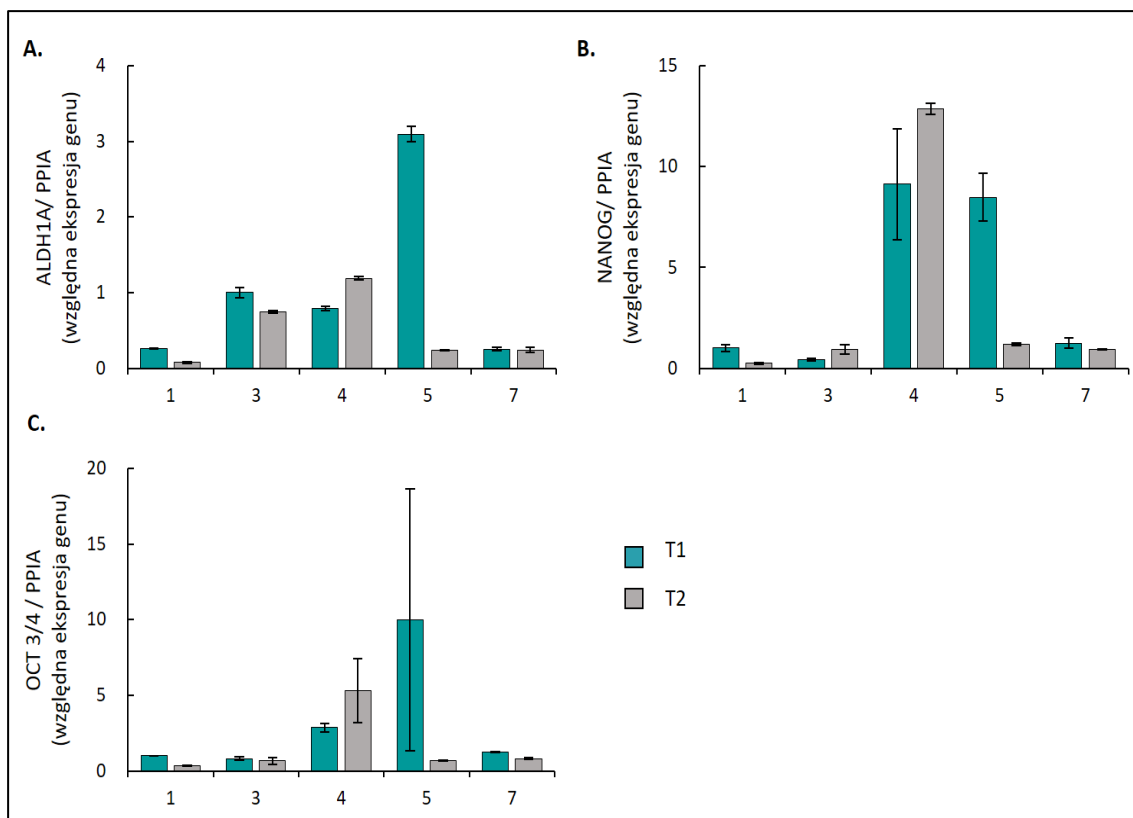 A.
ALDH1A/ PPIA
(względna ekspresja genu)
4
3
2
1
0
1 3 4 5 7
B.
NANOG/ PPIA
(względna ekspresja genu)
15
10
5
0
1 3 4 5 7
C.
OCT 3/4 / PPIA
(względna ekspresja genu)
20
15
10
5
0
1 3 4 5 7
T1
T2